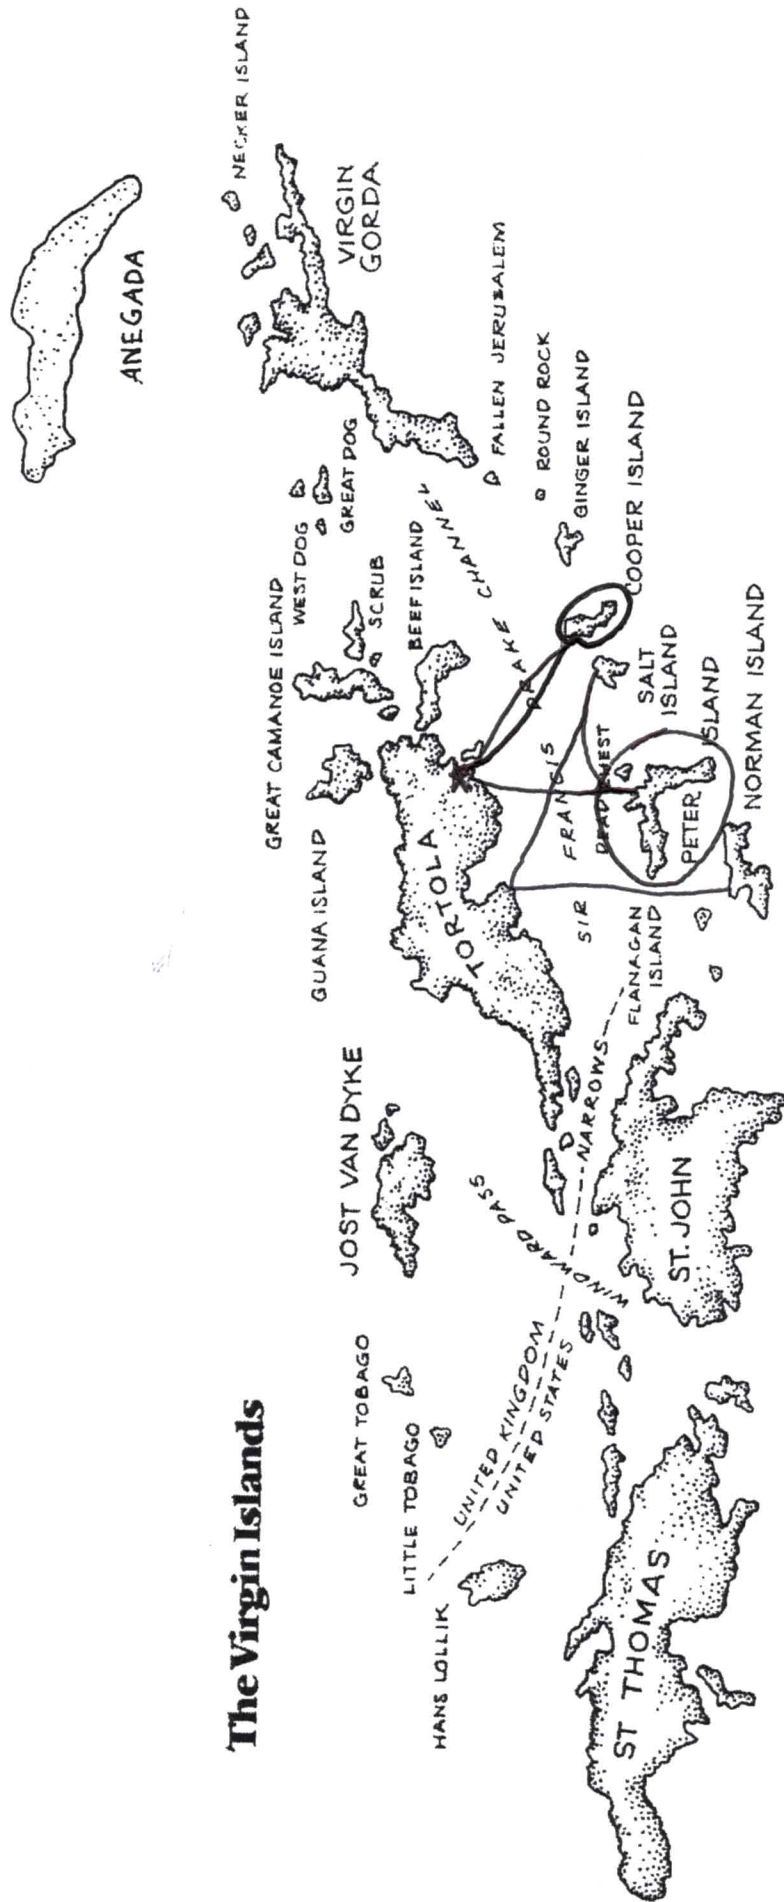 The Virgin Islands
ANEGADA
NECKER ISLAND
VIRGIN
GORDA
FALLEN JERUSALEM
ROUND ROCK
GINGER ISLAND
COOPER ISLAND
GREAT DOG
WEST DOG
SCRUB
BEEF ISLAND
GREAT CAMANOE ISLAND
GUANA ISLAND
TORTOLA
SIR FRANCIS DRAKE CHANNEL
SALT
ISLAND
DEAD CHEST
PETER ISLAND
NORMAN ISLAND
FLANAGAN
ISLAND
JOST VAN DYKE
NARROWS
WINDWARD PASS
ST. JOHN
GREAT TOBAGO
LITTLE TOBAGO
UNITED KINGDOM
UNITED STATES
HANS LOLLIK
ST THOMAS